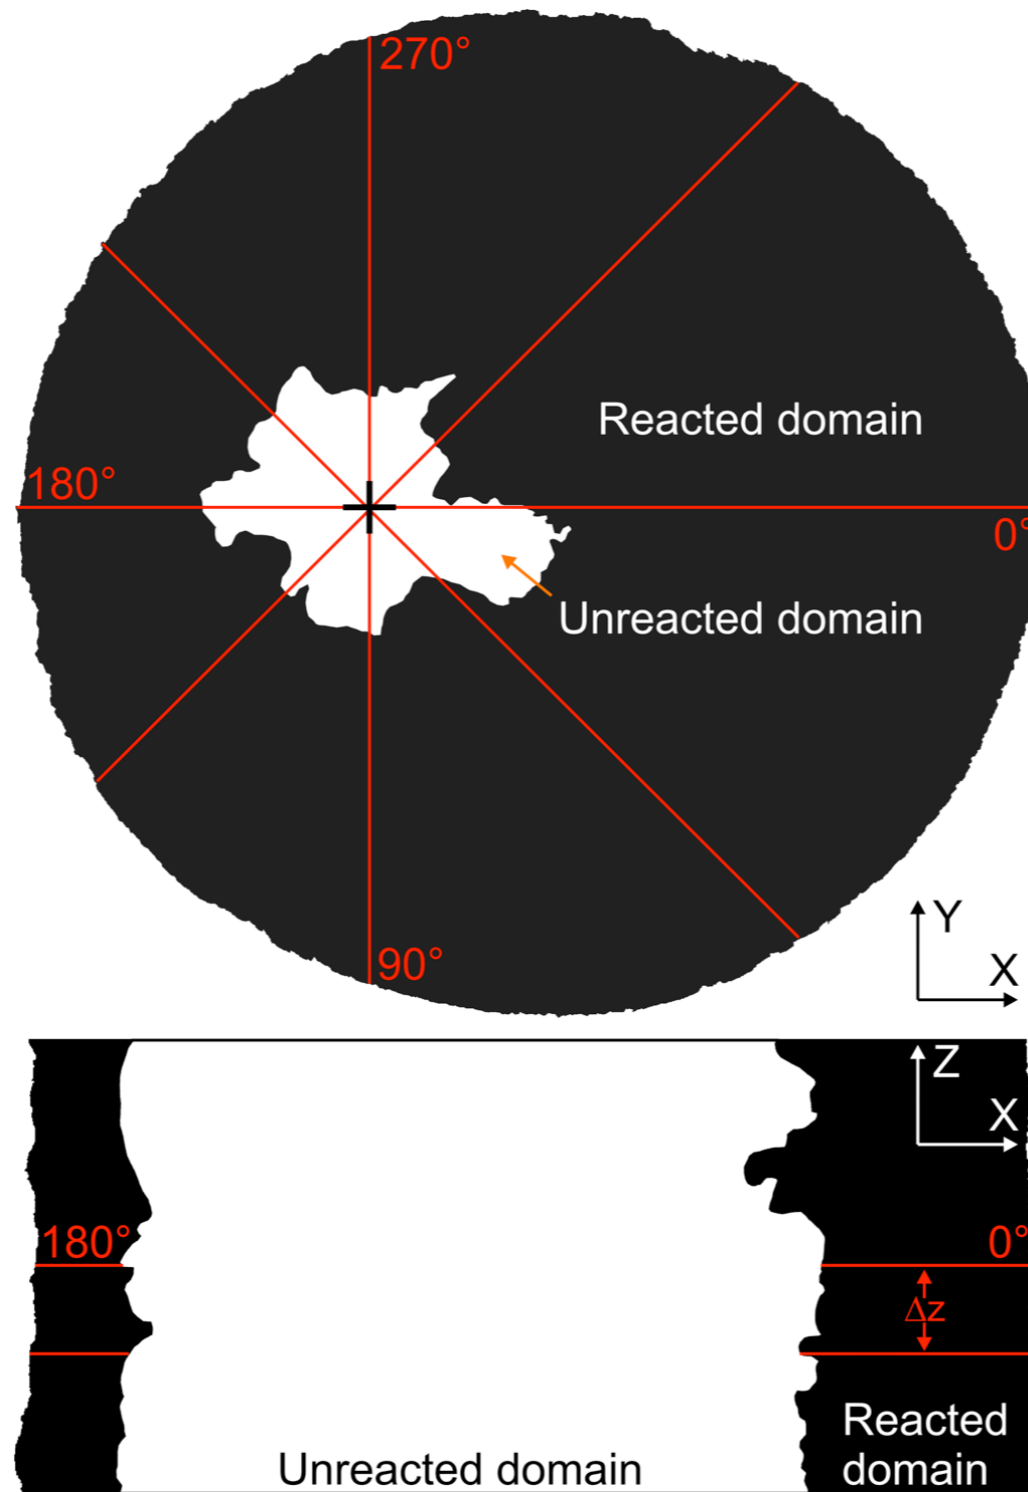 270°
Reacted domain
180°
0°
Unreacted domain
90°
Y
X
Z
X
180°
0°
Δz
Reacted
domain
Unreacted domain